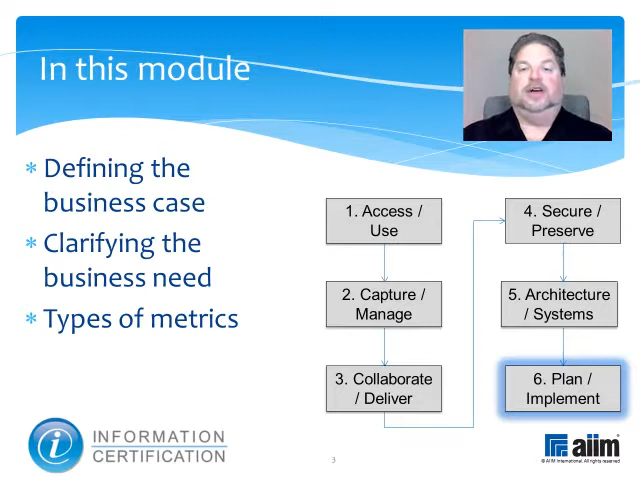 In this module
* Defining the
business case
* Clarifying the
business need
* Types of metrics
1. Access /
Use
2. Capture /
Manage
3. Collaborate
/ Deliver
4. Secure /
Preserve
5. Architecture
/ Systems
6. Plan /
Implement
i
INFORMATION
CERTIFICATION
3
aiim
© AIIM International. All rights reserved